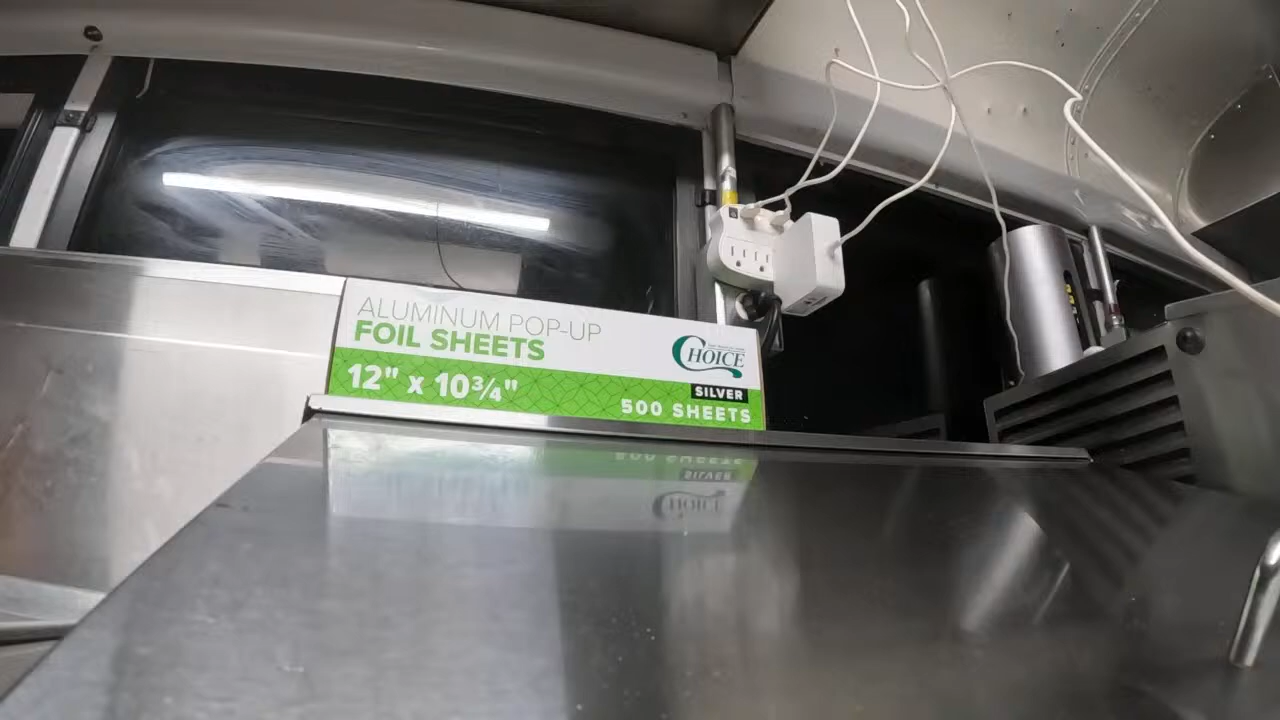 ALUMINUM POP-UP
FOIL SHEETS
CHOICE
12" x 10¾"
SILVER
500 SHEETS